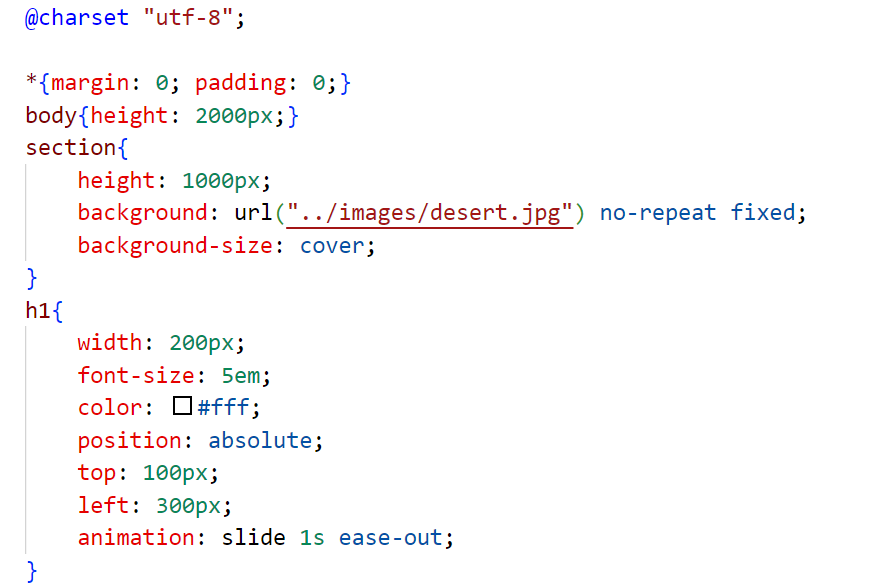 @charset "utf-8";
*{margin: 0; padding: 0;}
body{height: 2000px;}
section{
height: 1000px;
background: url("../images/desert.jpg") no-repeat fixed;
background-size: cover;
}
h1{
width: 200px;
font-size: 5em;
color: #fff;
position: absolute;
top: 100px;
left: 300px;
animation: slide 1s ease-out;
}